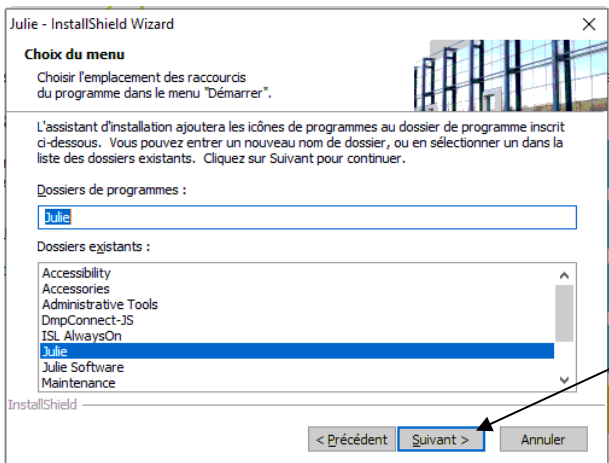 Julie - InstallShield Wizard
Choix du menu
Choisir l'emplacement des raccourcis
du programme dans le menu "Démarrer".
L'assistant d'installation ajoutera les icônes de programmes au dossier de programme inscrit
ci-dessous. Vous pouvez entrer un nouveau nom de dossier, ou en sélectionner un dans la
liste des dossiers existants. Cliquez sur Suivant pour continuer.
Dossiers de programmes :
Julie
Dossiers existants :
Accessibility
Accessories
Administrative Tools
DmpConnect-JS
ISL AlwaysOn
Julie
Julie Software
Maintenance
InstallShield
< Précédent Suivant > Annuler